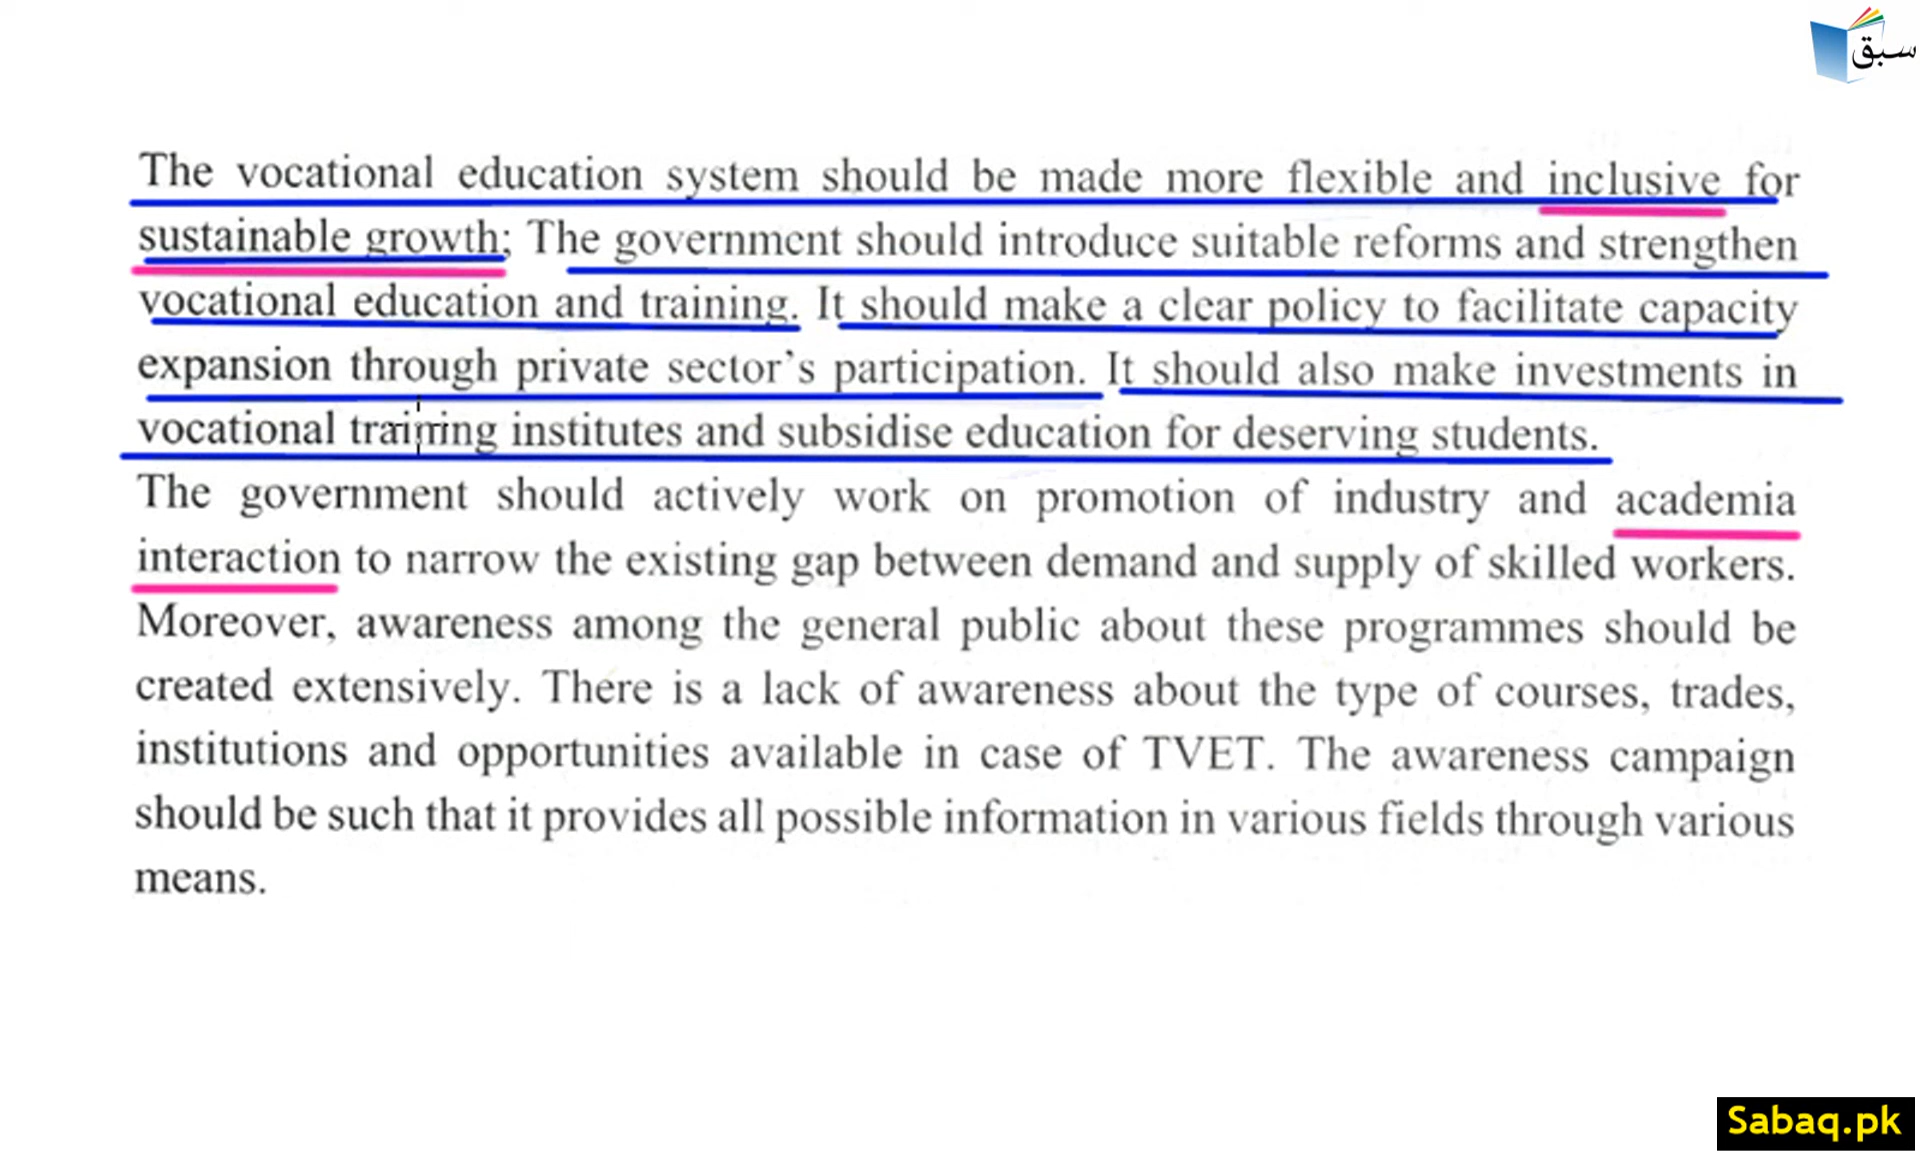 سبق
The vocational education system should be made more flexible and inclusive for
sustainable growth; The government should introduce suitable reforms and strengthen
vocational education and training. It should make a clear policy to facilitate capacity
expansion through private sector's participation. It should also make investments in
vocational training institutes and subsidise education for deserving students.
The government should actively work on promotion of industry and academia
interaction to narrow the existing gap between demand and supply of skilled workers.
Moreover, awareness among the general public about these programmes should be
created extensively. There is a lack of awareness about the type of courses, trades,
institutions and opportunities available in case of TVET. The awareness campaign
should be such that it provides all possible information in various fields through various
means.
Sabaq.pk